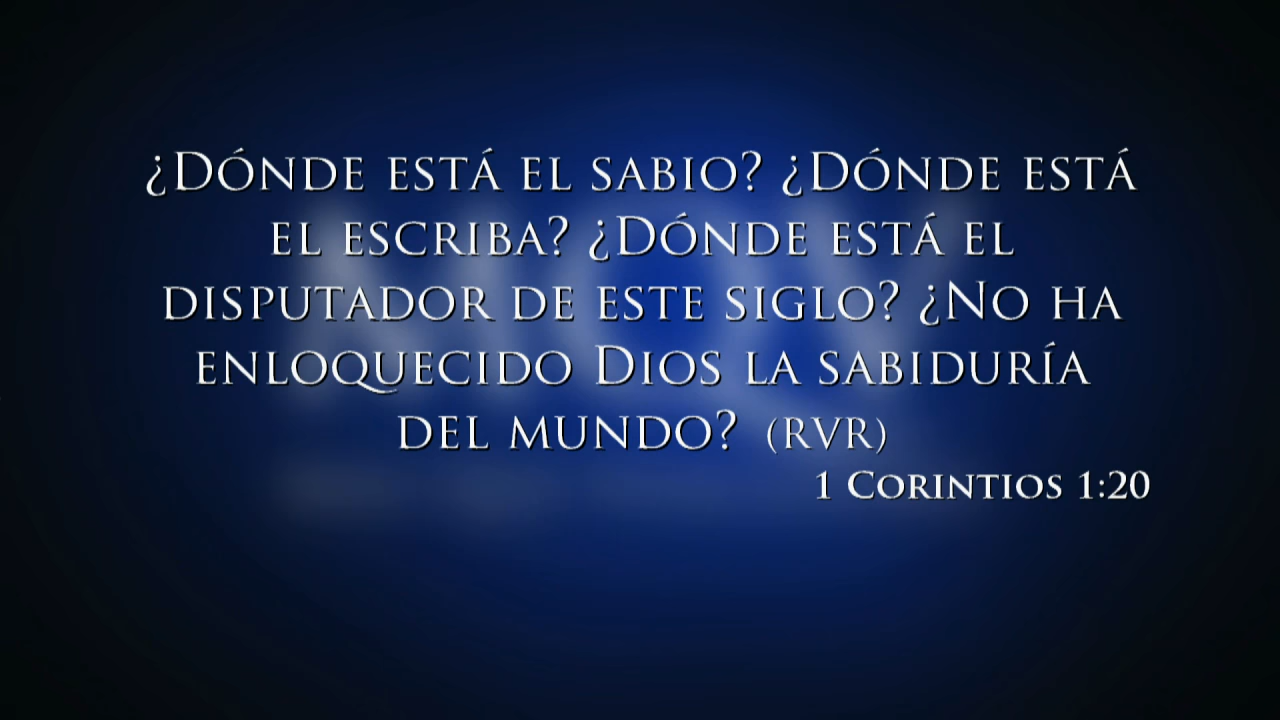 ¿Dónde está el sabio? ¿Dónde está
el escriba? ¿Dónde está el
disputador de este siglo? ¿No ha
enloquecido Dios la sabiduría
del mundo? (RVR)
1 Corintios 1:20